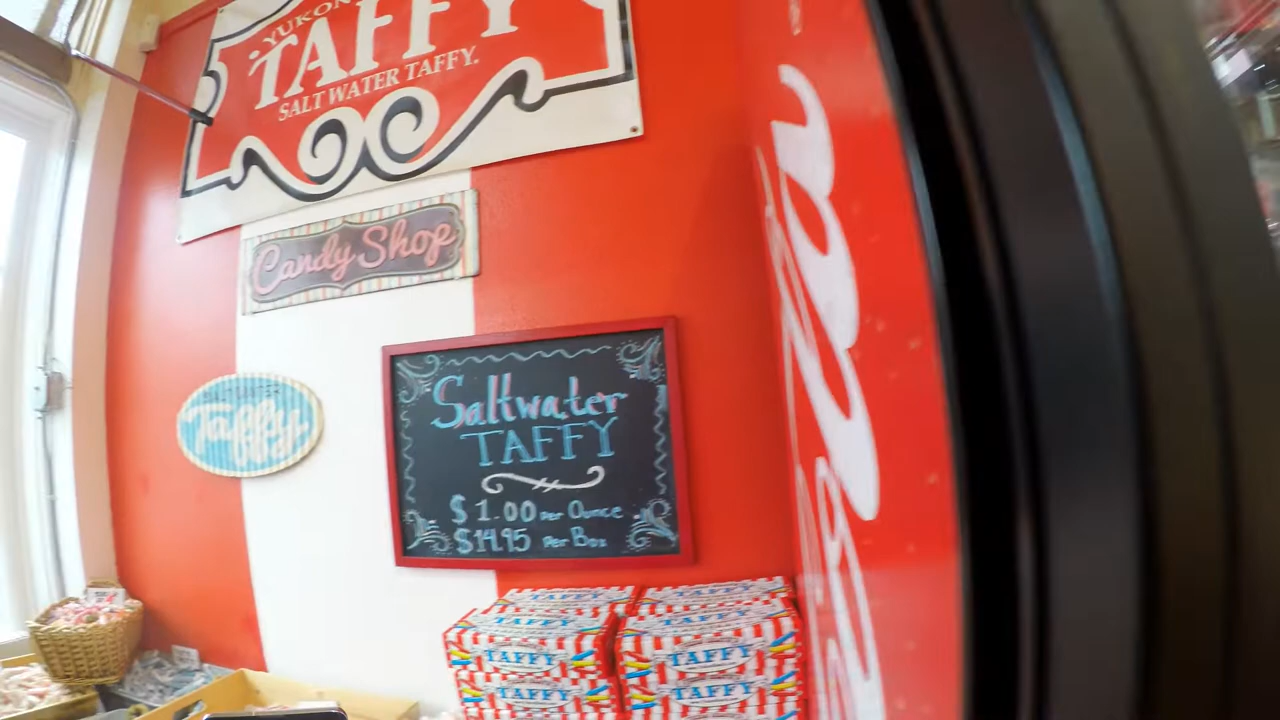 YUKON
TAFFY
SALT WATER TAFFY.
Candy Shop
Taffy
Saltwater
TAFFY
$1.00 Per Ounce
$14.95 Per Box
TAFFY
TAFFY
TAFFY
TAFFY